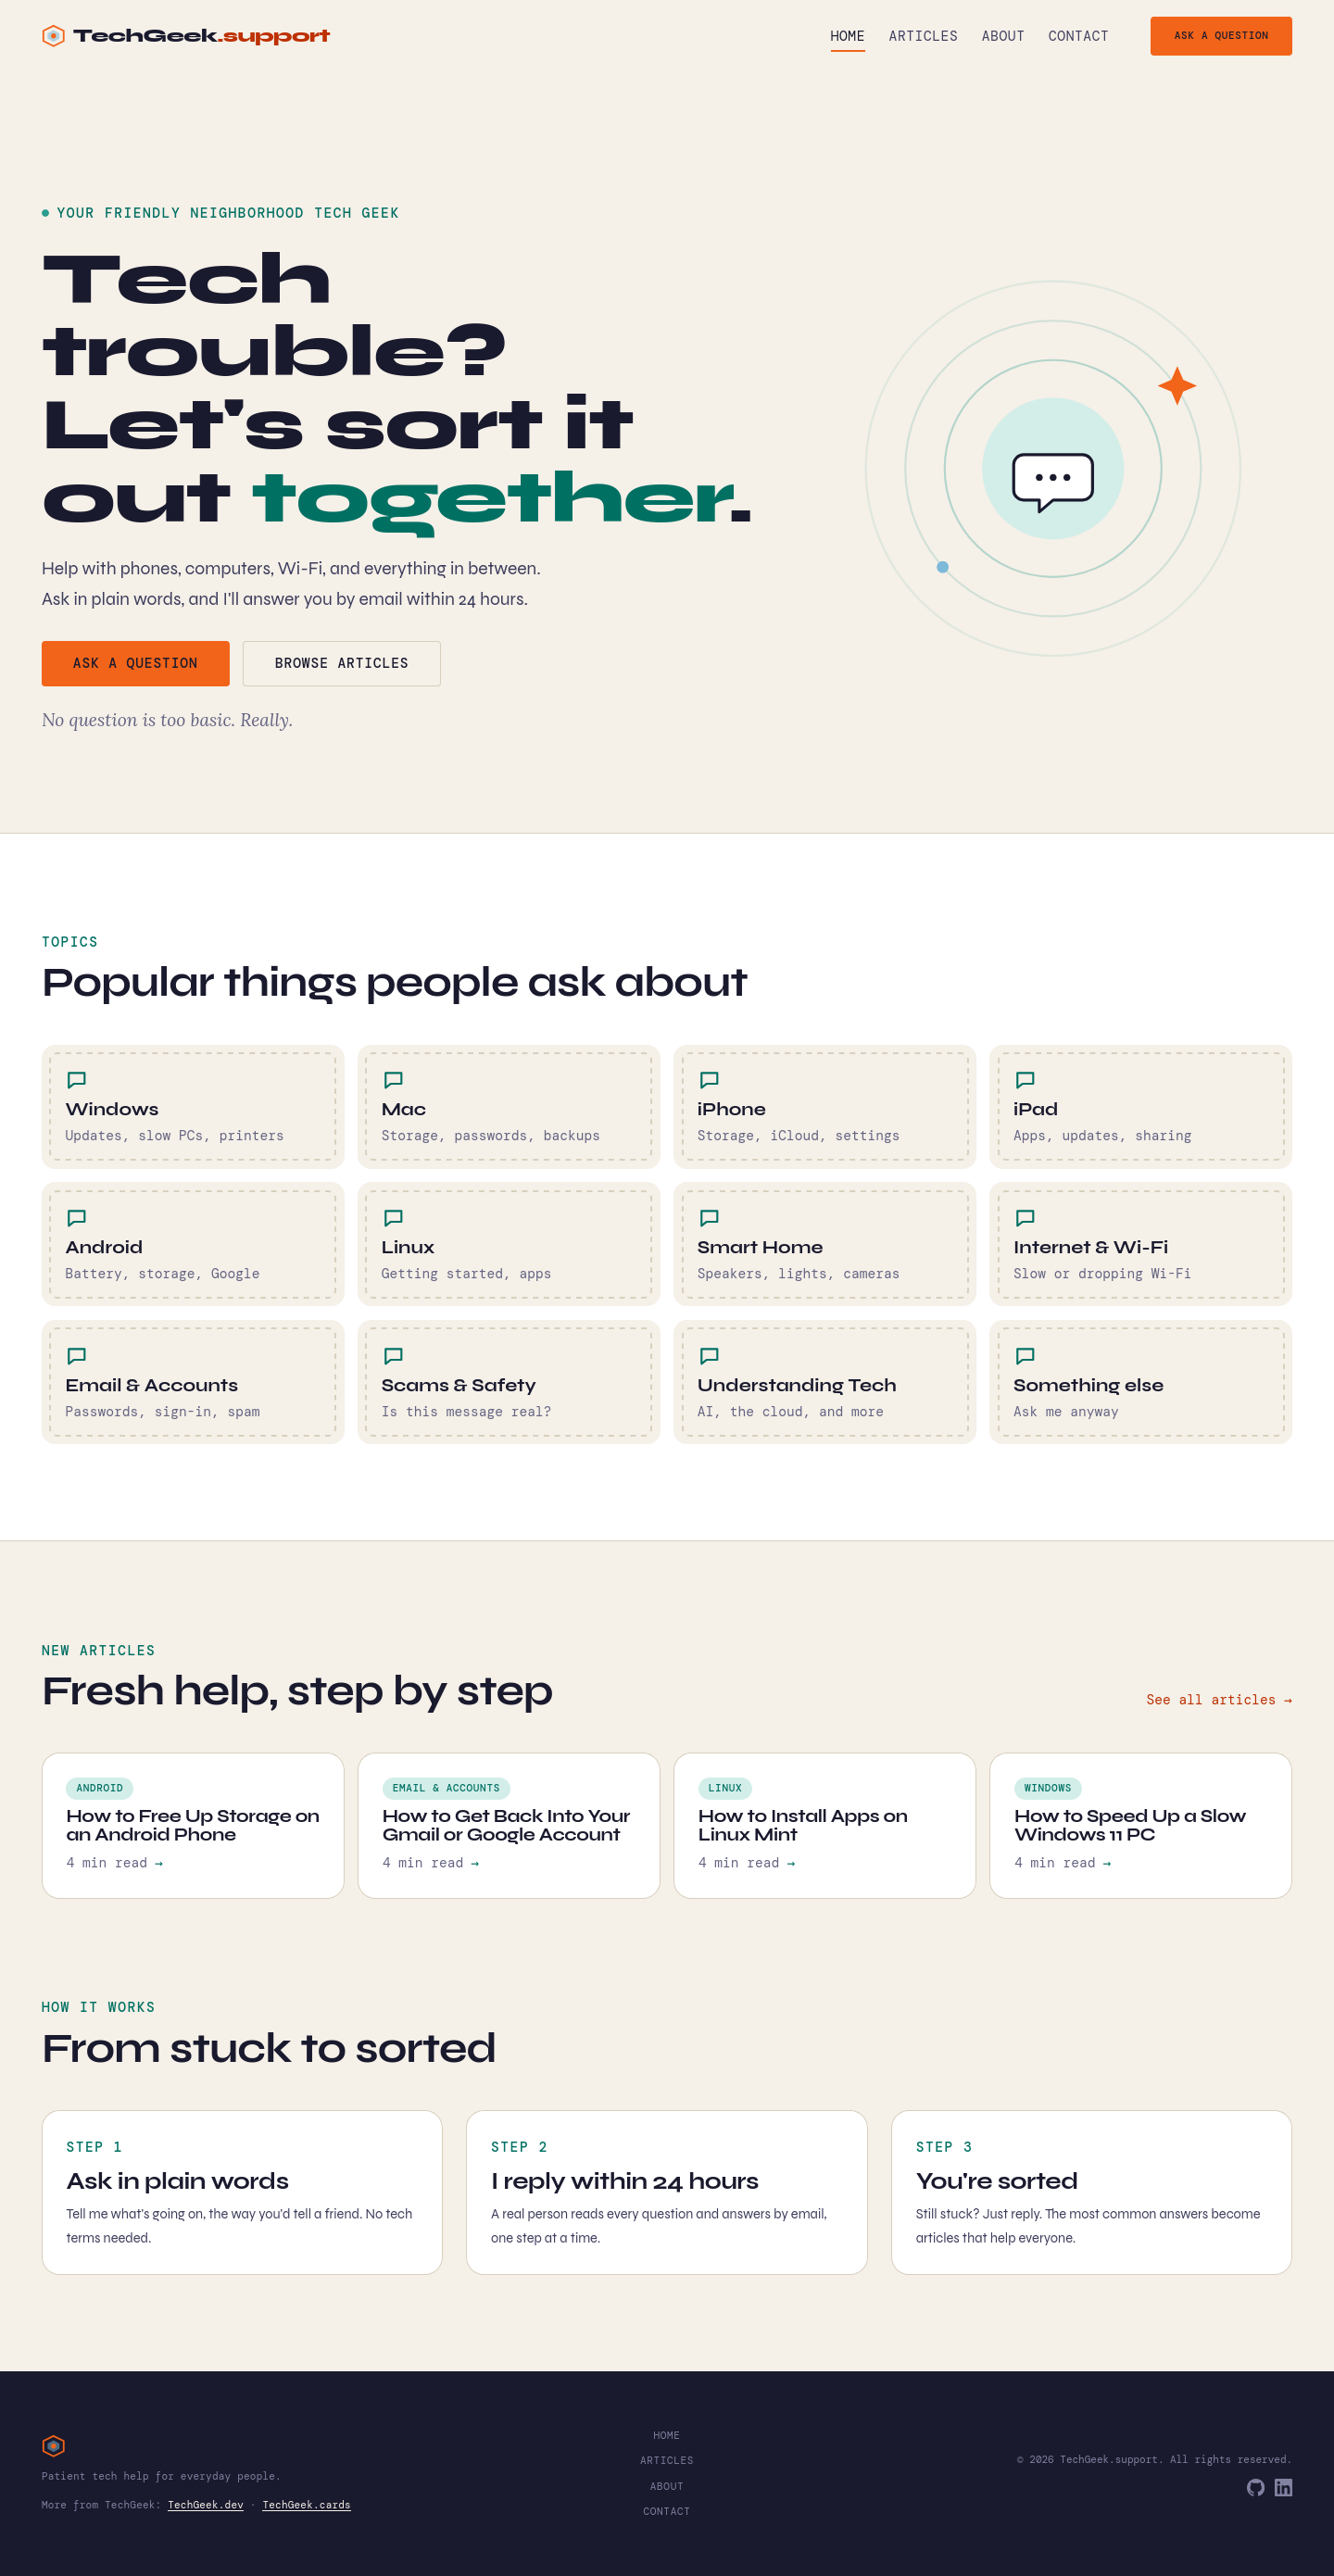 TechGeek.support
HOME ARTICLES ABOUT CONTACT ASK A QUESTION
YOUR FRIENDLY NEIGHBORHOOD TECH GEEK
Tech
trouble?
Let's sort it
out together.
Help with phones, computers, Wi-Fi, and everything in between.
Ask in plain words, and I'll answer you by email within 24 hours.
ASK A QUESTION BROWSE ARTICLES
No question is too basic. Really.
TOPICS
Popular things people ask about
Windows
Updates, slow PCs, printers
Mac
Storage, passwords, backups
iPhone
Storage, iCloud, settings
iPad
Apps, updates, sharing
Android
Battery, storage, Google
Linux
Getting started, apps
Smart Home
Speakers, lights, cameras
Internet & Wi-Fi
Slow or dropping Wi-Fi
Email & Accounts
Passwords, sign-in, spam
Scams & Safety
Is this message real?
Understanding Tech
AI, the cloud, and more
Something else
Ask me anyway
NEW ARTICLES
Fresh help, step by step
See all articles →
ANDROID
How to Free Up Storage on
an Android Phone
4 min read →
EMAIL & ACCOUNTS
How to Get Back Into Your
Gmail or Google Account
4 min read →
LINUX
How to Install Apps on
Linux Mint
4 min read →
WINDOWS
How to Speed Up a Slow
Windows 11 PC
4 min read →
HOW IT WORKS
From stuck to sorted
STEP 1
Ask in plain words
Tell me what's going on, the way you'd tell a friend. No tech
terms needed.
STEP 2
I reply within 24 hours
A real person reads every question and answers by email,
one step at a time.
STEP 3
You're sorted
Still stuck? Just reply. The most common answers become
articles that help everyone.
Patient tech help for everyday people.
More from TechGeek: TechGeek.dev · TechGeek.cards
HOME
ARTICLES
ABOUT
CONTACT
© 2026 TechGeek.support. All rights reserved.